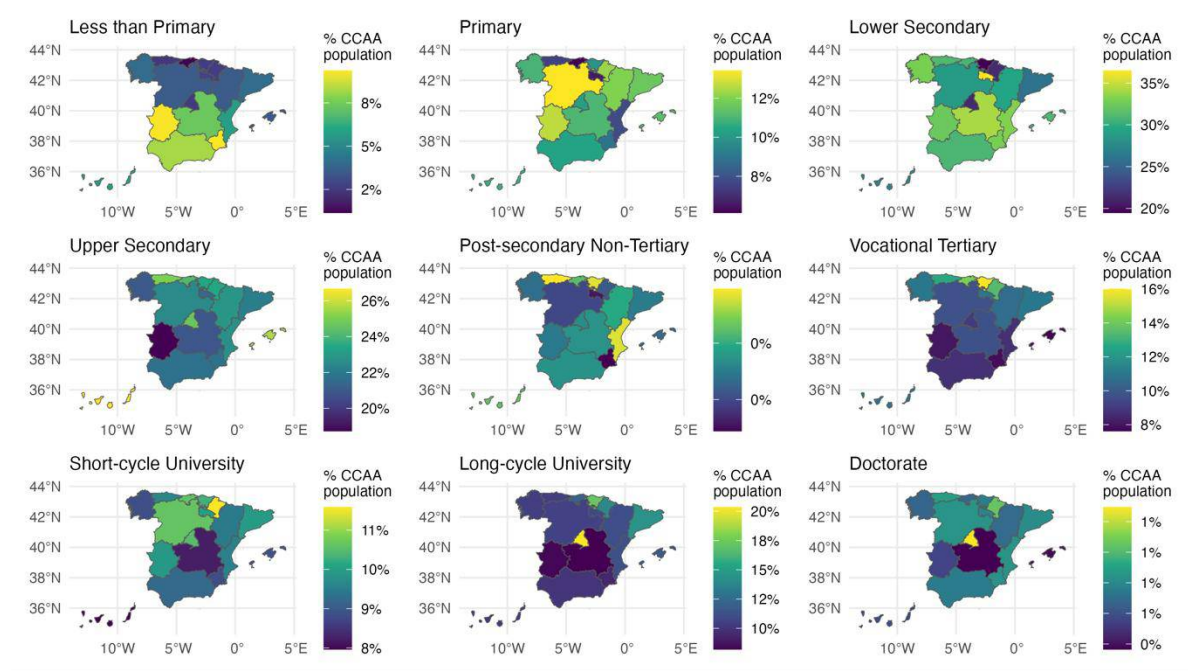 Less than Primary
% CCAA
population
44°N
42°N
40°N
38°N
36°N
8%
5%
2%
10°W 5°W 0° 5°E
Primary
% CCAA
population
44°N
42°N
40°N
38°N
36°N
12%
10%
8%
10°W 5°W 0° 5°E
Lower Secondary
% CCAA
population
44°N
42°N
40°N
38°N
36°N
35%
30%
25%
20%
10°W 5°W 0° 5°E
Upper Secondary
% CCAA
population
44°N
42°N
40°N
38°N
36°N
26%
24%
22%
20%
10°W 5°W 0° 5°E
Post-secondary Non-Tertiary
% CCAA
population
44°N
42°N
40°N
38°N
36°N
0%
0%
10°W 5°W 0° 5°E
Vocational Tertiary
% CCAA
population
44°N
42°N
40°N
38°N
36°N
16%
14%
12%
10%
8%
10°W 5°W 0° 5°E
Short-cycle University
% CCAA
population
44°N
42°N
40°N
38°N
36°N
11%
10%
9%
8%
10°W 5°W 0° 5°E
Long-cycle University
% CCAA
population
44°N
42°N
40°N
38°N
36°N
20%
18%
15%
12%
10%
10°W 5°W 0° 5°E
Doctorate
% CCAA
population
44°N
42°N
40°N
38°N
36°N
1%
1%
1%
1%
0%
10°W 5°W 0° 5°E